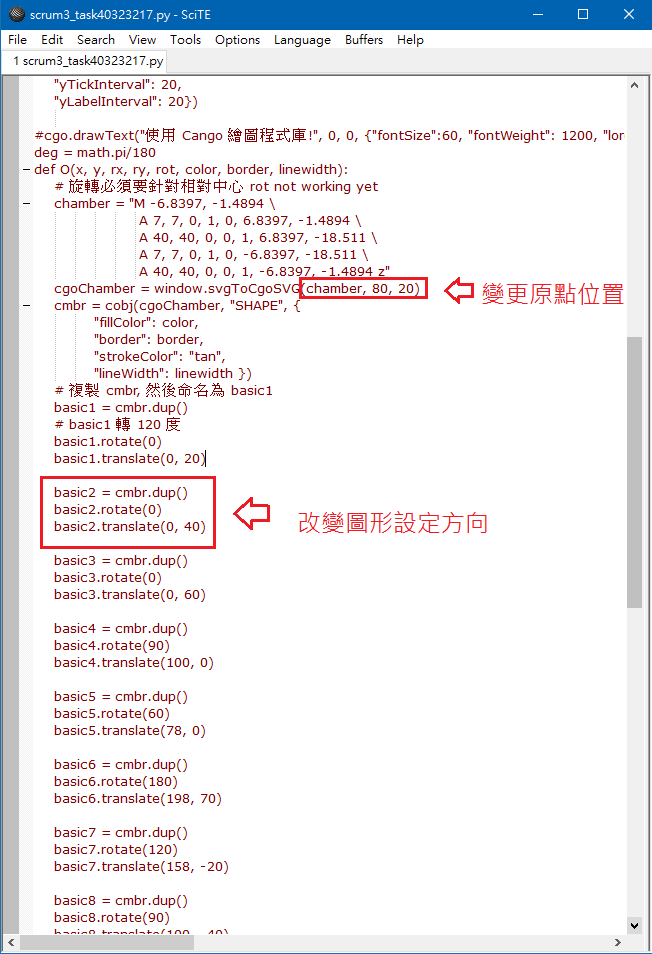 scrum3_task40323217.py - SciTE
File Edit Search View Tools Options Language Buffers Help
1 scrum3_task40323217.py
"yTickInterval": 20,
"yLabelInterval": 20})
#cgo.drawText("使用 Cango 繪圖程式庫!", 0, 0, {"fontSize":60, "fontWeight": 1200, "lor
deg = math.pi/180
def O(x, y, rx, ry, rot, color, border, linewidth):
# 旋轉必須要針對相對中心 rot not working yet
chamber = "M -6.8397, -1.4894 \
A 7, 7, 0, 1, 0, 6.8397, -1.4894 \
A 40, 40, 0, 0, 1, 6.8397, -18.511 \
A 7, 7, 0, 1, 0, -6.8397, -18.511 \
A 40, 40, 0, 0, 1, -6.8397, -1.4894 z"
cgoChamber = window.svgToCgoSVG(chamber, 80, 20)
變更原點位置
cmbr = cobj(cgoChamber, "SHAPE", {
"fillColor": color,
"border": border,
"strokeColor": "tan",
"lineWidth": linewidth })
# 複製 cmbr, 然後命名為 basic1
basic1 = cmbr.dup()
# basic1 轉 120 度
basic1.rotate(0)
basic1.translate(0, 20)
basic2 = cmbr.dup()
basic2.rotate(0)
basic2.translate(0, 40)
改變圖形設定方向
basic3 = cmbr.dup()
basic3.rotate(0)
basic3.translate(0, 60)
basic4 = cmbr.dup()
basic4.rotate(90)
basic4.translate(100, 0)
basic5 = cmbr.dup()
basic5.rotate(60)
basic5.translate(78, 0)
basic6 = cmbr.dup()
basic6.rotate(180)
basic6.translate(198, 70)
basic7 = cmbr.dup()
basic7.rotate(120)
basic7.translate(158, -20)
basic8 = cmbr.dup()
basic8.rotate(90)
basic8.translate(100, -40)